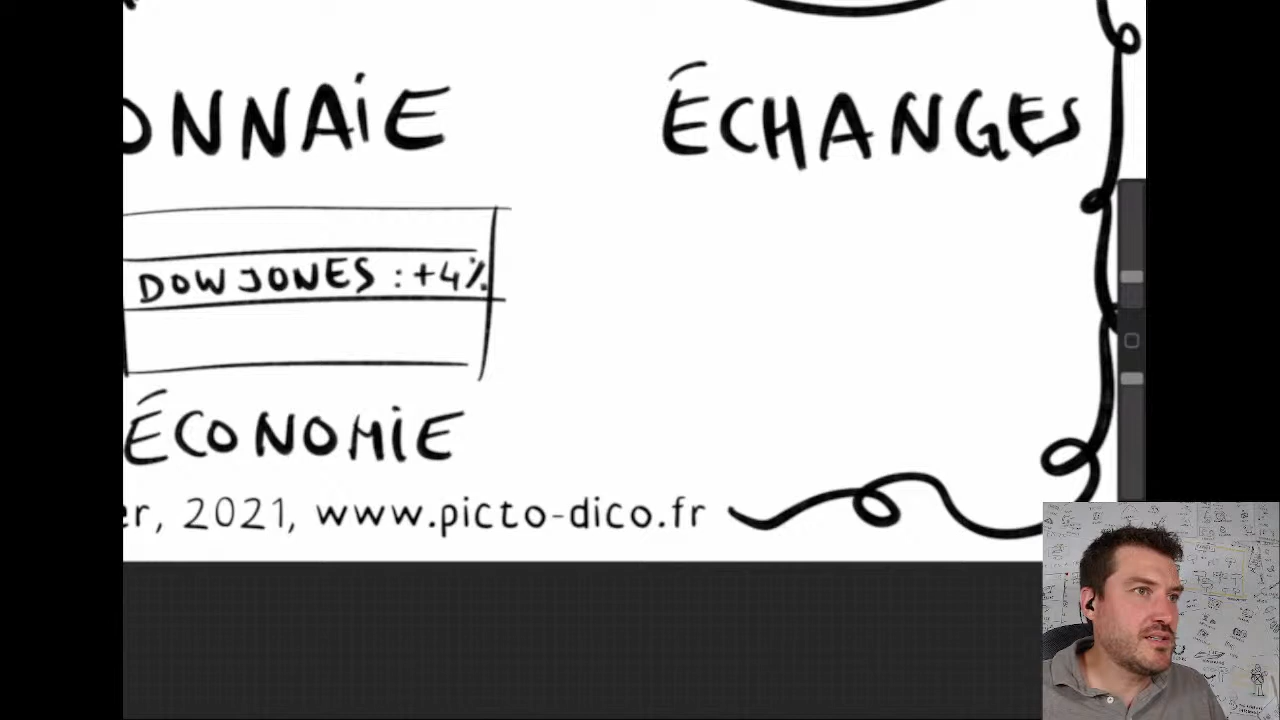 ONNAiE
ÉCHANGES
DOW JONES : +4%
ÉCONOMiE
er, 2021, www.picto-dico.fr